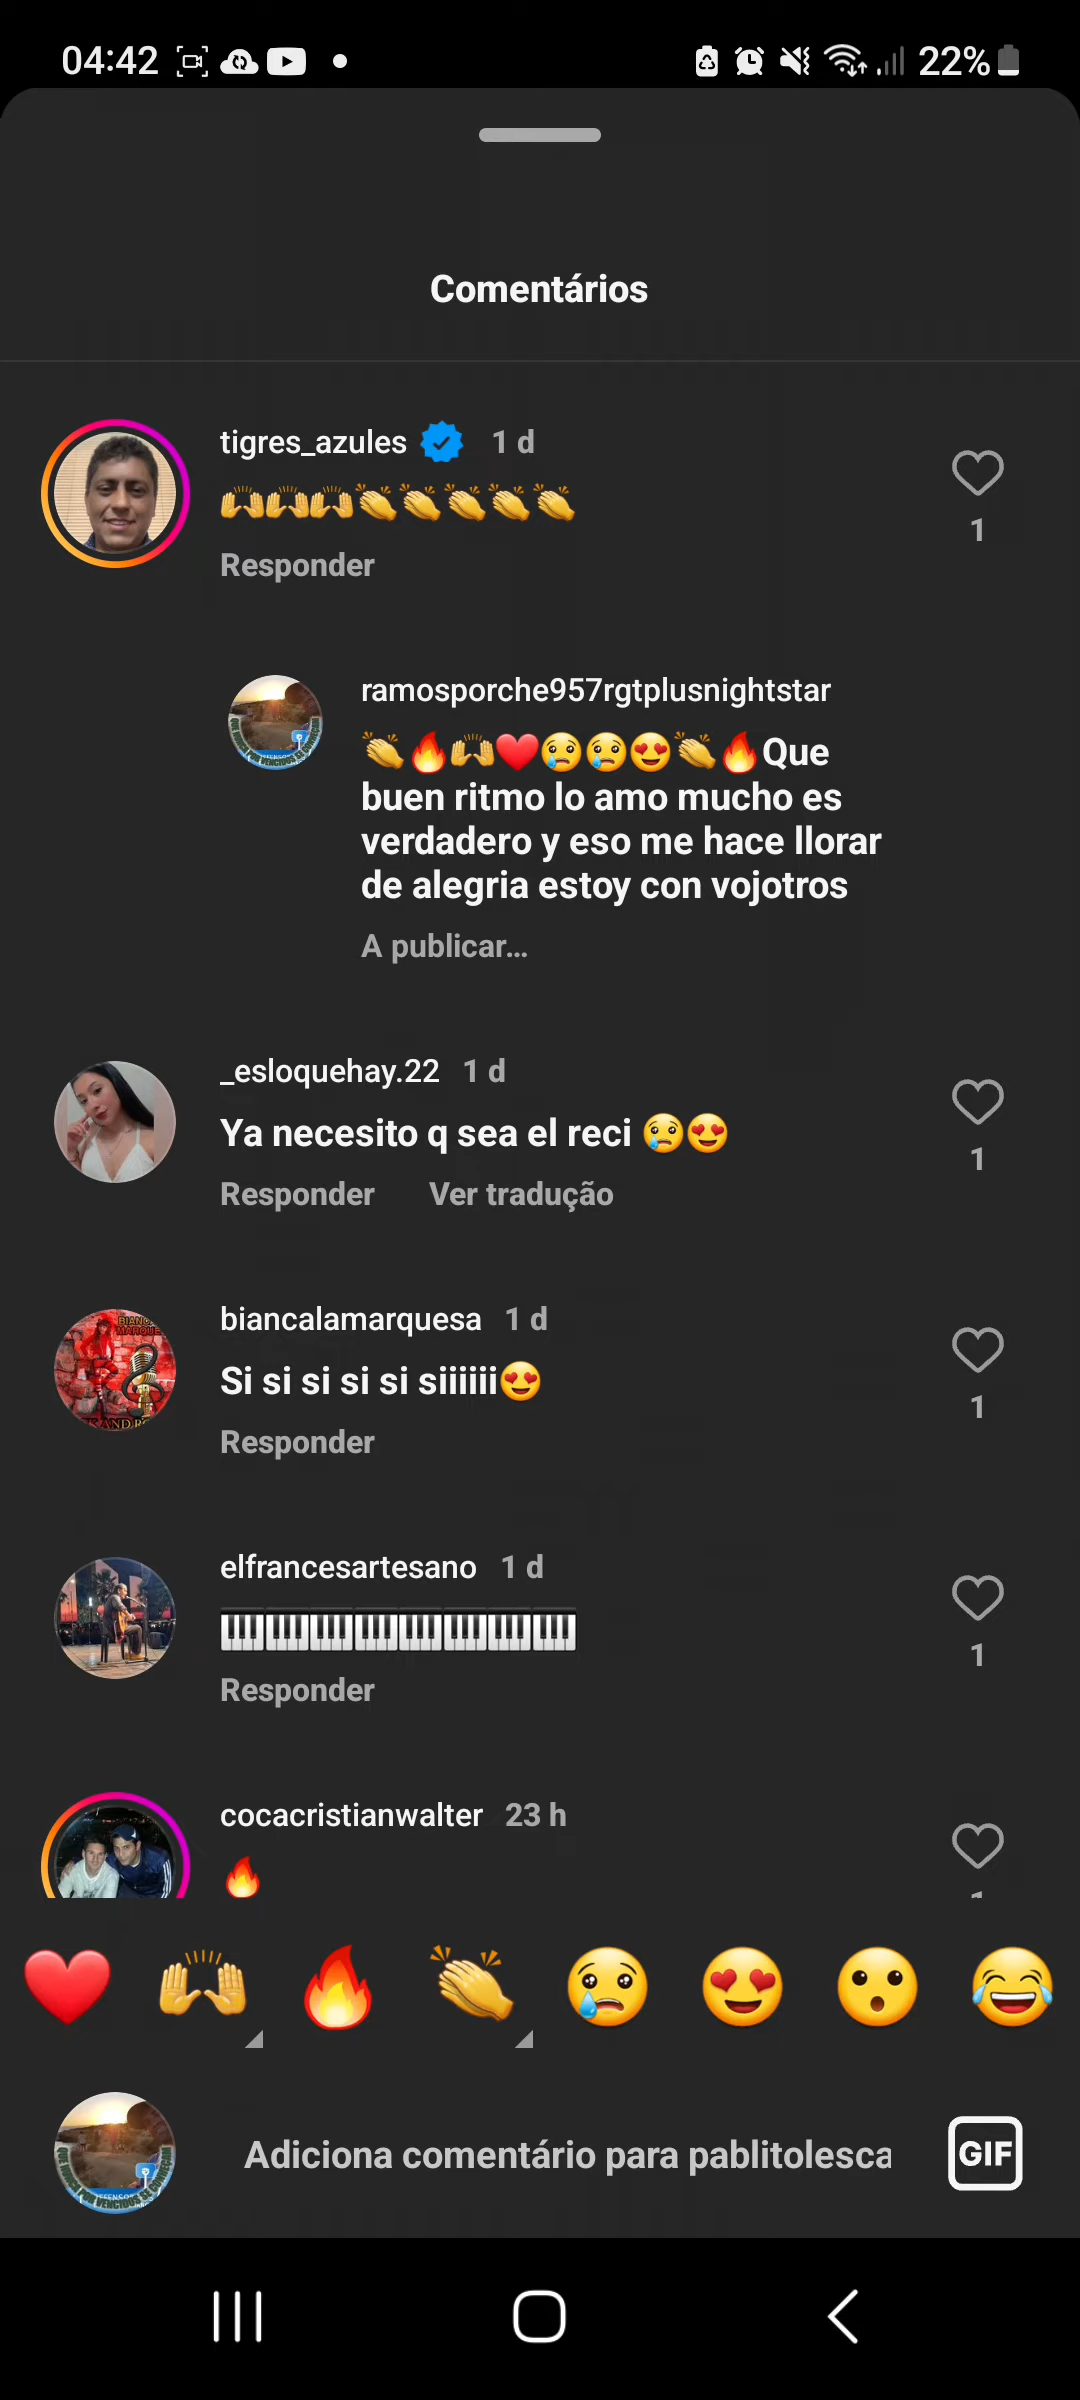 04:42 22%
Comentários
tigres_azules 1 d
🙌🙌🙌👏👏👏👏👏
1
Responder
ramosporche957rgtplusnightstar
👏🔥🙌❤️😢😢😍👏🔥Que
buen ritmo lo amo mucho es
verdadero y eso me hace llorar
de alegria estoy con vojotros
A publicar...
_esloquehay.22 1 d
Ya necesito q sea el reci 😢😍
1
Responder Ver tradução
biancalamarquesa 1 d
Si si si si si siiiiii😍
1
Responder
elfrancesartesano 1 d
🎹🎹🎹🎹🎹🎹🎹🎹
1
Responder
cocacristianwalter 23 h
🔥
❤️🙌🔥👏😢😍😮😂
Adiciona comentário para pablitolesca
GIF